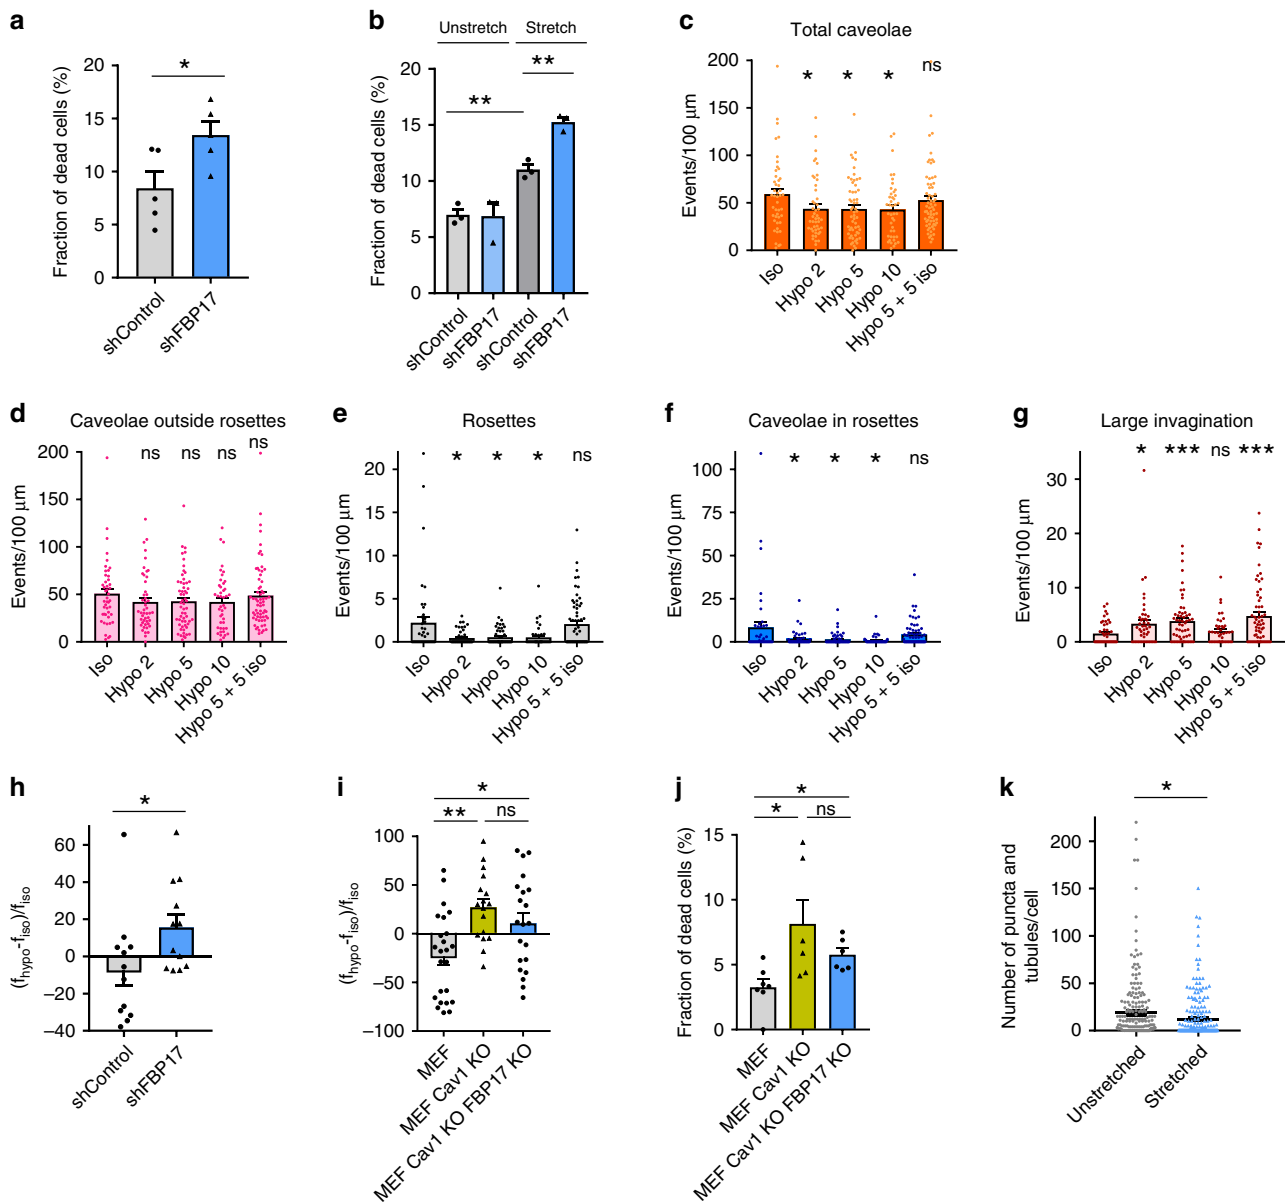 a
*
20
15
10
5
0
Fraction of dead cells (%)
shControl
shFBP17
b
Unstretch
Stretch
**
**
20
15
10
5
0
Fraction of dead cells (%)
shControl
shFBP17
shControl
shFBP17
c
Total caveolae
* * * ns
200
150
100
50
0
Events/100 μm
Iso
Hypo 2
Hypo 5
Hypo 10
Hypo 5 + 5 iso
d
Caveolae outside rosettes
ns ns ns ns
200
150
100
50
0
Events/100 μm
Iso
Hypo 2
Hypo 5
Hypo 10
Hypo 5 + 5 iso
e
Rosettes
* * * ns
20
15
10
5
0
Events/100 μm
Iso
Hypo 2
Hypo 5
Hypo 10
Hypo 5 + 5 iso
f
Caveolae in rosettes
* * * ns
100
75
50
25
0
Events/100 μm
Iso
Hypo 2
Hypo 5
Hypo 10
Hypo 5 + 5 iso
g
Large invagination
* *** ns ***
30
20
10
0
Events/100 μm
Iso
Hypo 2
Hypo 5
Hypo 10
Hypo 5 + 5 iso
h
*
60
40
20
0
−20
−40
(fhypo-fiso)/fiso
shControl
shFBP17
i
*
** ns
100
50
0
−50
−100
(fhypo-fiso)/fiso
MEF
MEF Cav1 KO
MEF Cav1 KO FBP17 KO
j
*
* ns
15
10
5
0
Fraction of dead cells (%)
MEF
MEF Cav1 KO
MEF Cav1 KO FBP17 KO
k
*
200
150
100
50
0
Number of puncta and
tubules/cell
Unstretched
Stretched